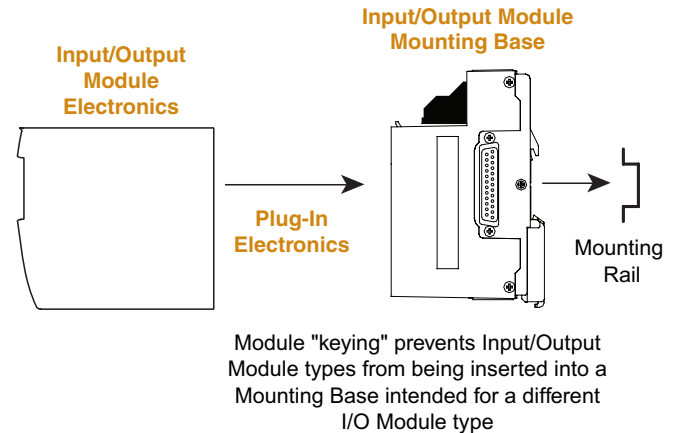 Input/Output Module
Mounting Base
Input/Output
Module
Electronics
Plug-In
Electronics
Mounting
Rail
Module "keying" prevents Input/Output
Module types from being inserted into a
Mounting Base intended for a different
I/O Module type